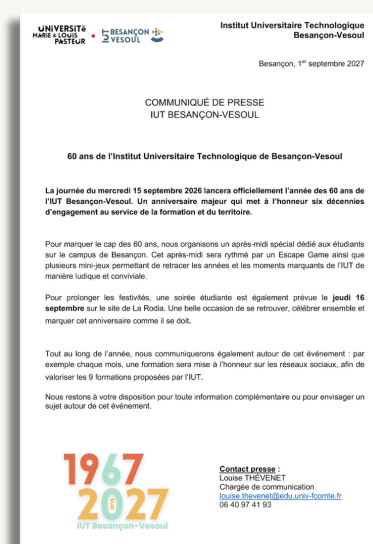 UNIVERSITĒ
MARIE & LOUIS
PASTEUR
IUT BESANÇON
VESOUL
Institut Universitaire Technologique
Besançon-Vesoul
Besançon, 1er septembre 2027
COMMUNIQUÉ DE PRESSE
IUT BESANÇON-VESOUL
60 ans de l'Institut Universitaire Technologique de Besançon-Vesoul
La journée du mercredi 15 septembre 2026 lancera officiellement l'année des 60 ans de
l'IUT Besançon-Vesoul. Un anniversaire majeur qui met à l'honneur six décennies
d'engagement au service de la formation et du territoire.
Pour marquer le cap des 60 ans, nous organisons un après-midi spécial dédié aux étudiants
sur le campus de Besançon. Cet après-midi sera rythmé par un Escape Game ainsi que
plusieurs mini-jeux permettant de retracer les années et les moments marquants de l'IUT de
manière ludique et conviviale.
Pour prolonger les festivités, une soirée étudiante est également prévue le jeudi 16
septembre sur le site de La Rodia. Une belle occasion de se retrouver, célébrer ensemble et
marquer cet anniversaire comme il se doit.
Tout au long de l'année, nous communiquerons également autour de cet événement : par
exemple chaque mois, une formation sera mise à l'honneur sur les réseaux sociaux, afin de
valoriser les 9 formations proposées par l'IUT.
Nous restons à votre disposition pour toute information complémentaire ou pour envisager un
sujet autour de cet événement.
1967
2027
ans
IUT Besançon-Vesoul
Contact presse :
Louise THÉVENET
Chargée de communication
louise.thevenet@edu.univ-fcomte.fr
06 40 97 41 93